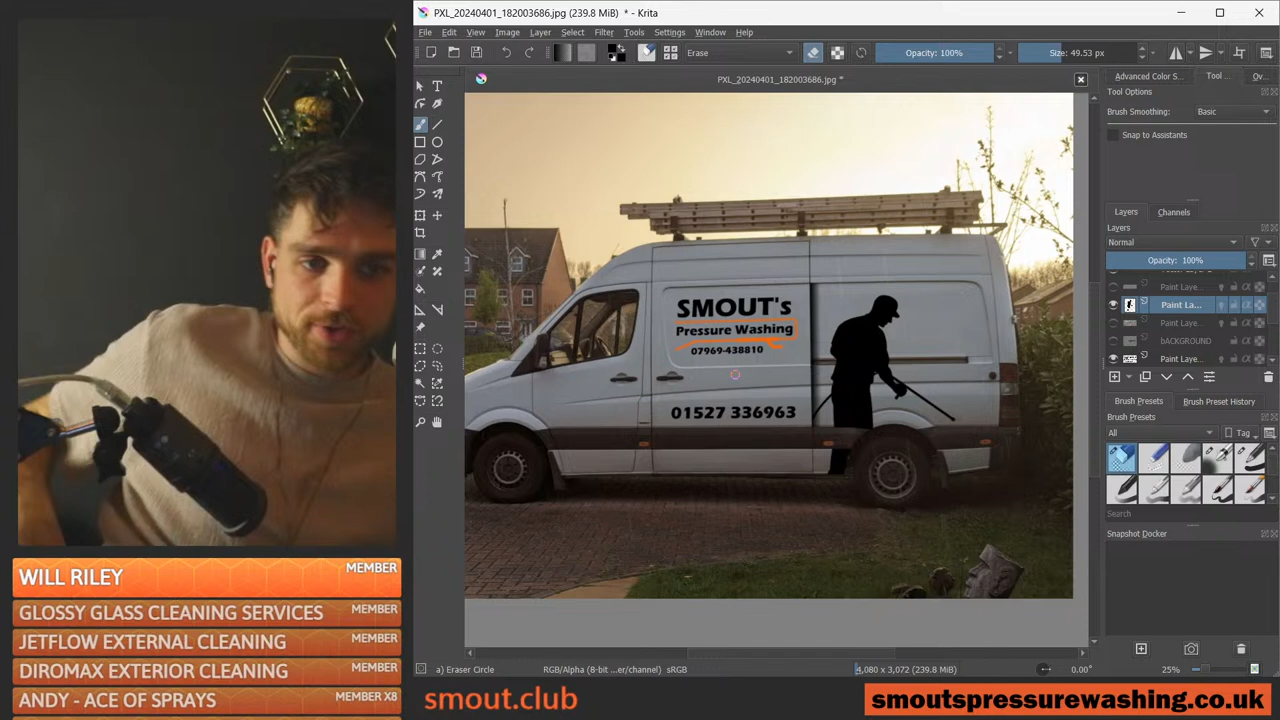 PXL_20240401_182003686.jpg (239.8 MiB) * - Krita
File Edit View Image Layer Select Filter Tools Settings Window Help
Erase
Opacity: 100%
Size: 49.53 px
PXL_20240401_182003686.jpg *
Advanced Color S... Tool ... Ov...
Tool Options
Brush Smoothing: Basic
Snap to Assistants
Layers Channels
Layers
Normal
Opacity: 100%
Paint Laye...
Paint La...
Paint Laye...
bACKGROUND
Paint Laye...
Brush Presets Brush Preset History
Brush Presets
All
Tag
Search
Snapshot Docker
SMOUT's
Pressure Washing
07969-438810
01527 336963
a) Eraser Circle RGB/Alpha (8-bit ...er/channel) sRGB 4,080 x 3,072 (239.8 MiB) 0.00° 25%
WILL RILEY MEMBER
GLOSSY GLASS CLEANING SERVICES MEMBER
JETFLOW EXTERNAL CLEANING MEMBER
DIROMAX EXTERIOR CLEANING MEMBER
ANDY - ACE OF SPRAYS MEMBER X8
smout.club
smoutspressurewashing.co.uk